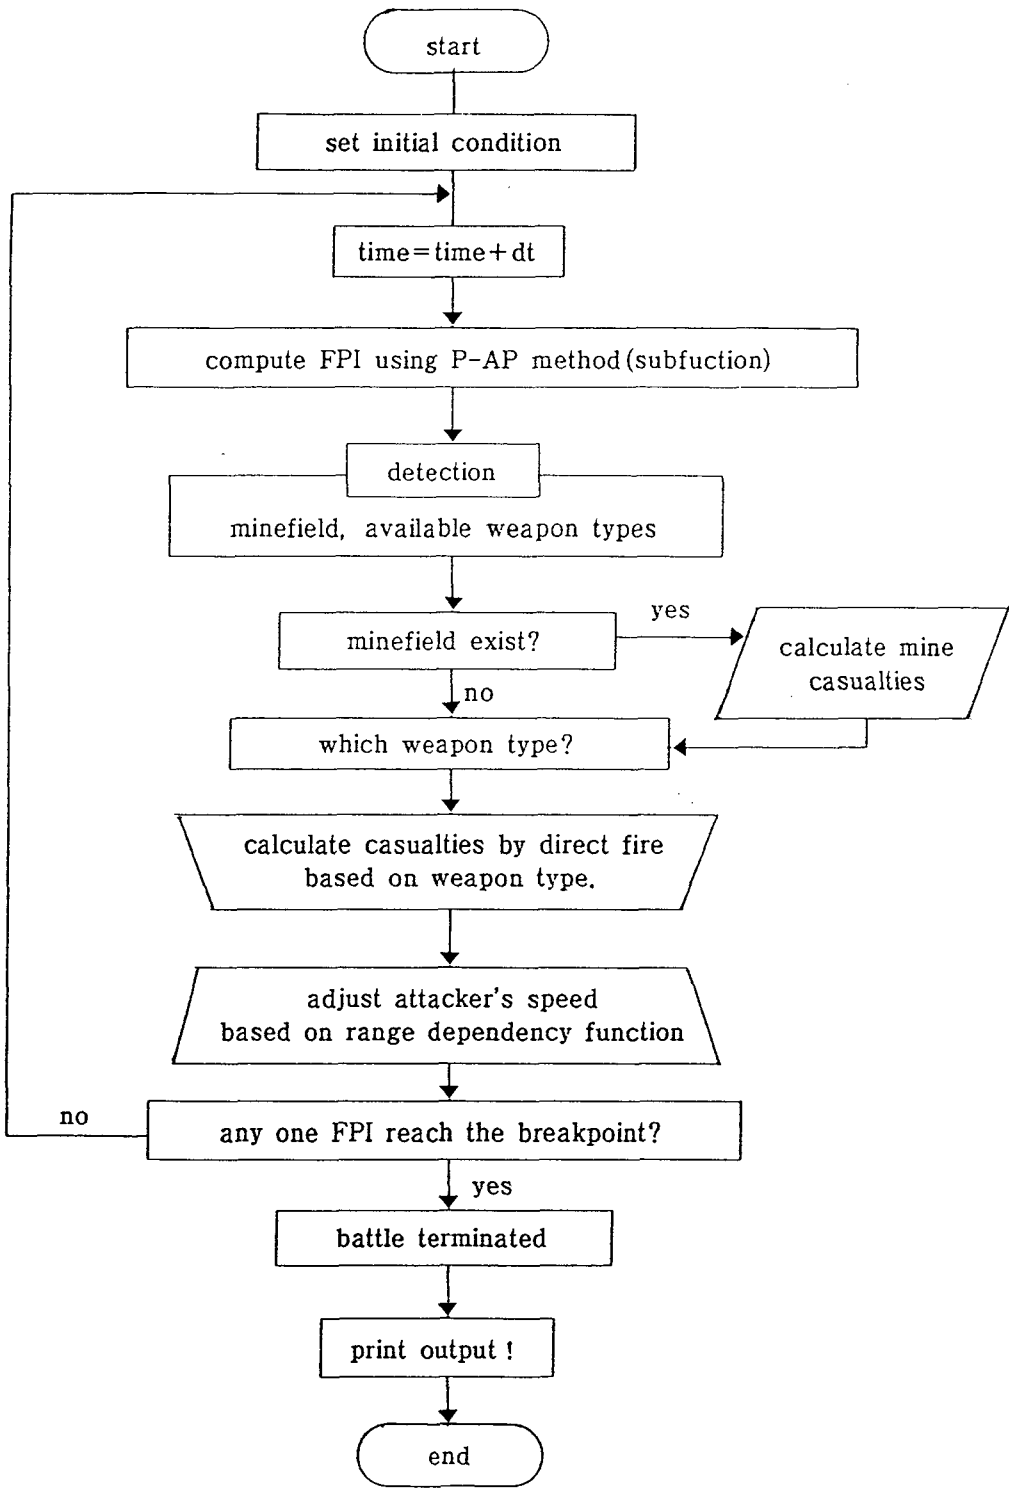 start
set initial condition
time=time+dt
compute FPI using P-AP method(subfuction)
detection
minefield, available weapon types
minefield exist?
yes
calculate mine
casualties
no
which weapon type?
calculate casualties by direct fire
based on weapon type.
adjust attacker's speed
based on range dependency function
any one FPI reach the breakpoint?
no
yes
battle terminated
print output !
end